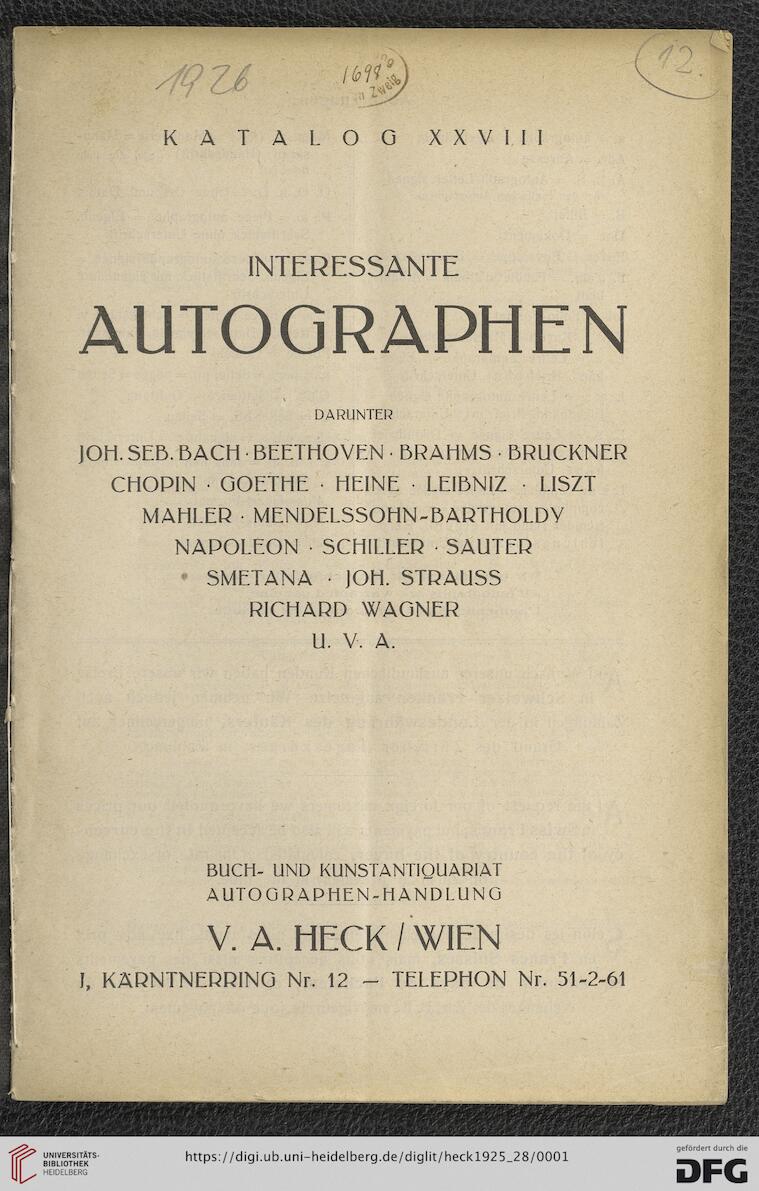 1926
1698
n Zweig
12.
KATALOG XXVIII
INTERESSANTE
AUTOGRAPHEN
DARUNTER
JOH. SEB. BACH · BEETHOVEN · BRAHMS · BRUCKNER
CHOPIN · GOETHE · HEINE · LEIBNIZ · LISZT
MAHLER · MENDELSSOHN-BARTHOLDY
NAPOLEON · SCHILLER · SAUTER
SMETANA · JOH. STRAUSS
RICHARD WAGNER
U. V. A.
BUCH- UND KUNSTANTIQUARIAT
AUTOGRAPHEN-HANDLUNG
V. A. HECK / WIEN
I, KÄRNTNERRING Nr. 12 — TELEPHON Nr. 51-2-61
UNIVERSITÄTS-
BIBLIOTHEK
HEIDELBERG
https://digi.ub.uni-heidelberg.de/diglit/heck1925_28/0001
gefördert durch die
DFG